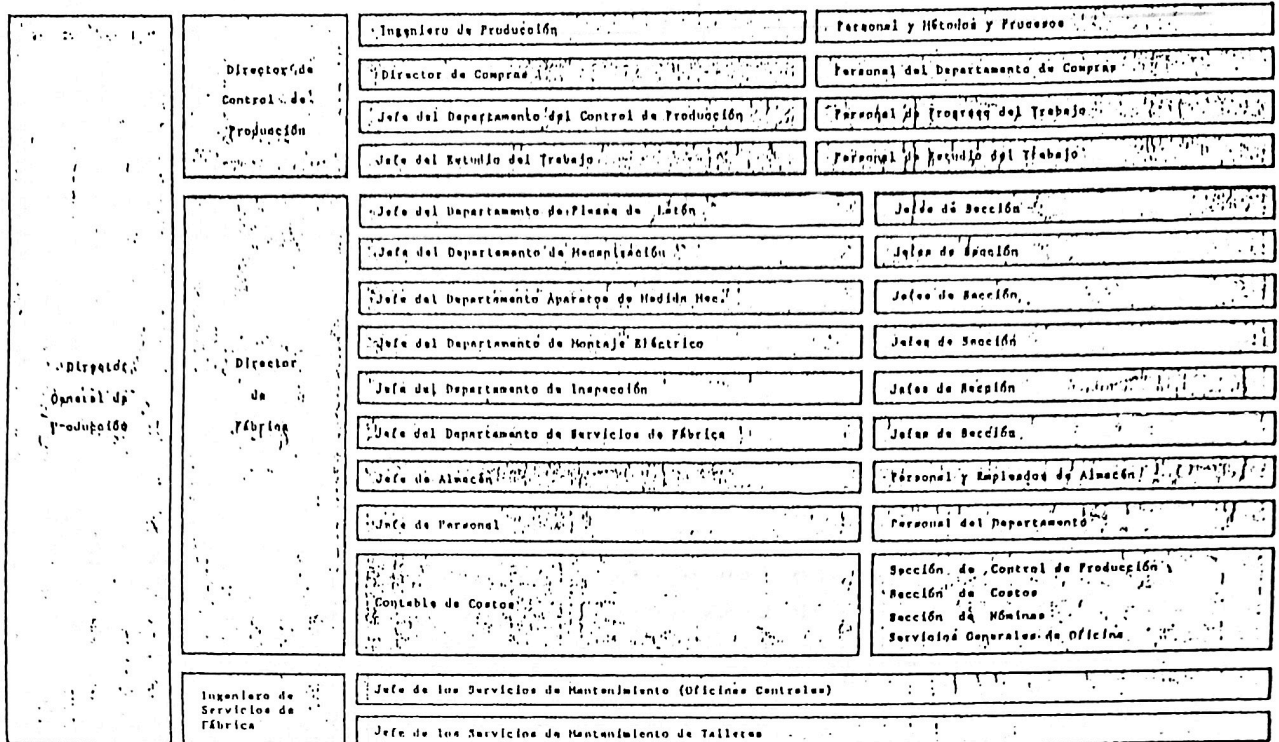 Director
General de
Producción
Director de
Control de
Producción
Ingeniero de Producción
Personal y Métodos y Procesos
Director de Compras
Personal del Departamento de Compras
Jefe del Departamento del Control de Producción
Personal de Progreso del Trabajo
Jefe del Estudio del Trabajo
Personal de Estudio del Trabajo
Director
de
Fábrica
Jefe del Departamento de Plezas de Latón
Jefes de Sección
Jefe del Departamento de Mecanización
Jefes de Sección
Jefe del Departamento Aparatos de Medida Mec.
Jefes de Sección
Jefe del Departamento de Montaje Eléctrico
Jefes de Sección
Jefe del Departamento de Inspección
Jefes de Sección
Jefe del Departamento de Servicios de Fábrica
Jefes de Sección
Jefe de Almacén
Personal y Empleados de Almacén
Jefe de Personal
Personal del Departamento
Contable de Costos
Sección de Control de Producción
Sección de Costos
Sección de Nóminas
Servicios Generales de Oficina
Ingeniero de
Servicios de
Fábrica
Jefe de los Servicios de Mantenimiento (Oficinas Centrales)
Jefe de los Servicios de Mantenimiento de Talleres